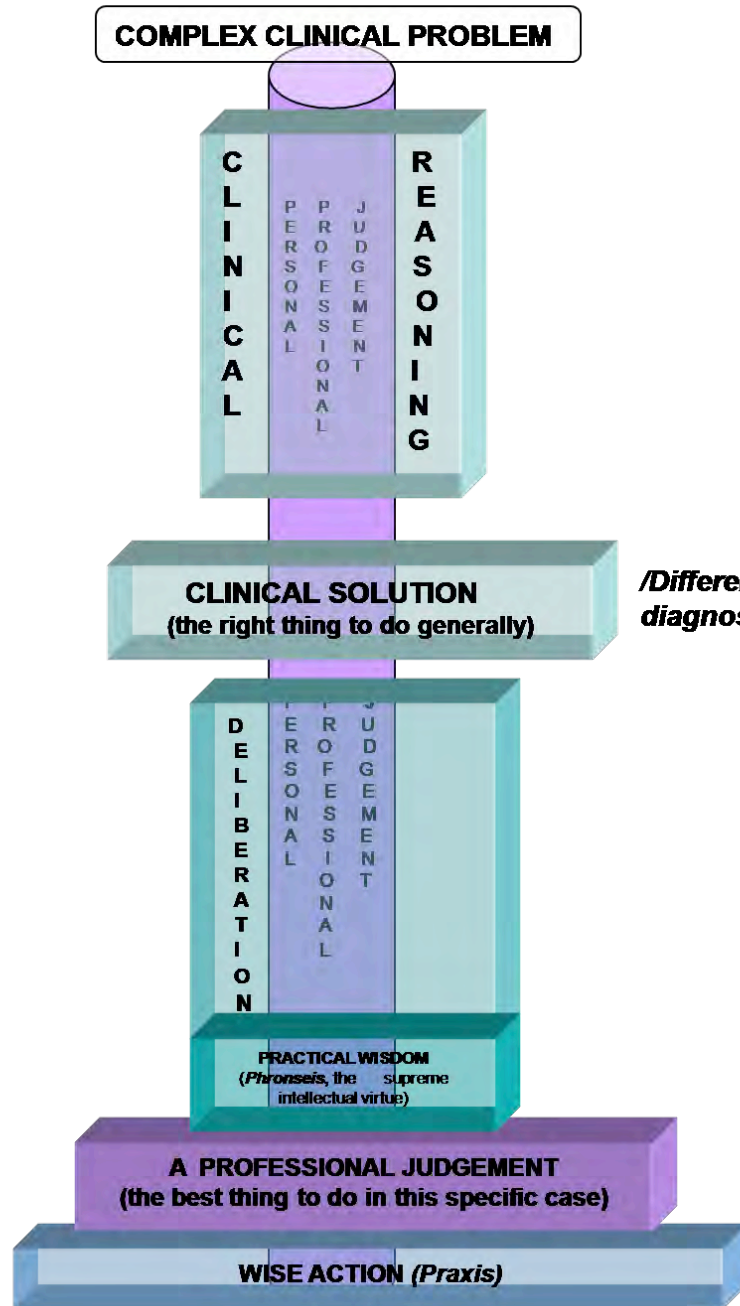 COMPLEX CLINICAL PROBLEM
CLINICAL
PERSONAL
PROFESSIONAL
JUDGEMENT
REASONING
CLINICAL SOLUTION
(the right thing to do generally)
/Differe
diagnos
DELIBERATION
PERSONAL
PROFESSIONAL
JUDGEMENT
PRACTICAL WISDOM
(Phronseis, the supreme
intellectual virtue)
A PROFESSIONAL JUDGEMENT
(the best thing to do in this specific case)
WISE ACTION (Praxis)